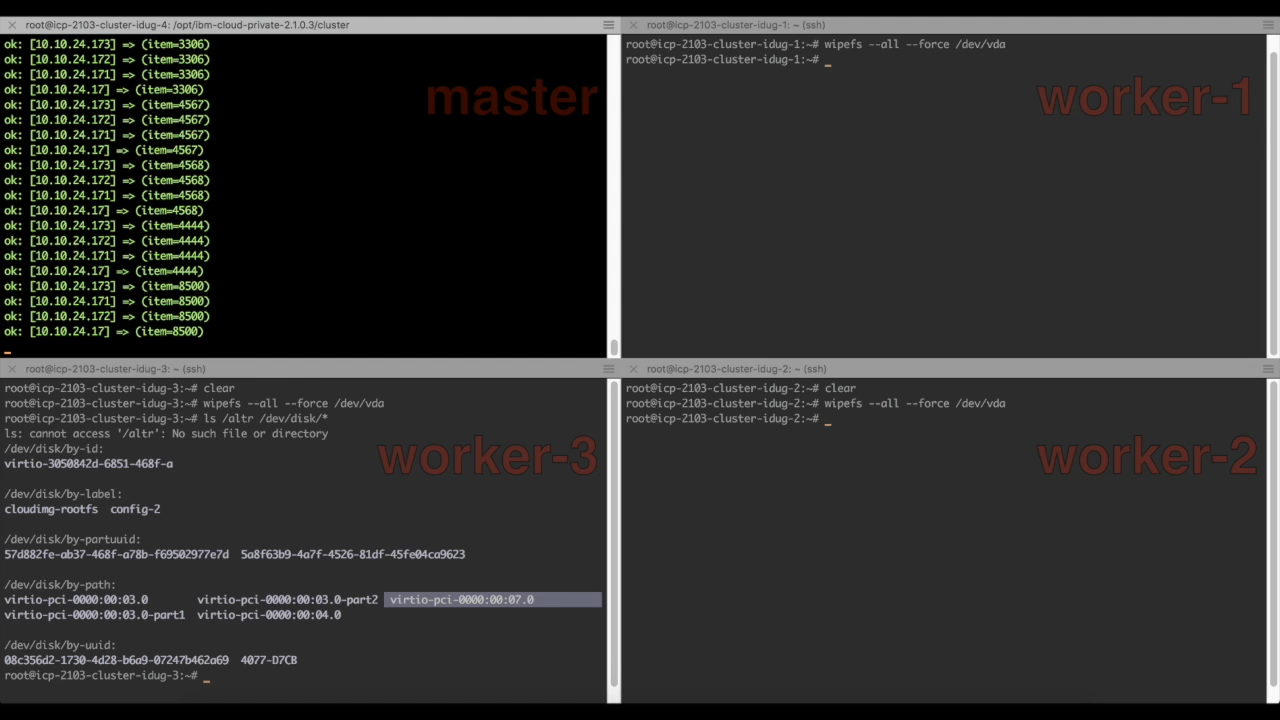 root@icp-2103-cluster-idug-4: /opt/ibm-cloud-private-2.1.0.3/cluster
ok: [10.10.24.173] => (item=3306)
ok: [10.10.24.172] => (item=3306)
ok: [10.10.24.171] => (item=3306)
ok: [10.10.24.17] => (item=3306)
ok: [10.10.24.173] => (item=4567)
ok: [10.10.24.172] => (item=4567)
ok: [10.10.24.171] => (item=4567)
ok: [10.10.24.17] => (item=4567)
ok: [10.10.24.173] => (item=4568)
ok: [10.10.24.172] => (item=4568)
ok: [10.10.24.171] => (item=4568)
ok: [10.10.24.17] => (item=4568)
ok: [10.10.24.173] => (item=4444)
ok: [10.10.24.172] => (item=4444)
ok: [10.10.24.171] => (item=4444)
ok: [10.10.24.17] => (item=4444)
ok: [10.10.24.173] => (item=8500)
ok: [10.10.24.171] => (item=8500)
ok: [10.10.24.172] => (item=8500)
ok: [10.10.24.17] => (item=8500)
master
root@icp-2103-cluster-idug-1: ~ (ssh)
root@icp-2103-cluster-idug-1:~# wipefs --all --force /dev/vda
root@icp-2103-cluster-idug-1:~#
worker-1
root@icp-2103-cluster-idug-3: ~ (ssh)
root@icp-2103-cluster-idug-3:~# clear
root@icp-2103-cluster-idug-3:~# wipefs --all --force /dev/vda
root@icp-2103-cluster-idug-3:~# ls /altr /dev/disk/*
ls: cannot access '/altr': No such file or directory
/dev/disk/by-id:
virtio-3050842d-6851-468f-a
/dev/disk/by-label:
cloudimg-rootfs config-2
/dev/disk/by-partuuid:
57d882fe-ab37-468f-a78b-f69502977e7d 5a8f63b9-4a7f-4526-81df-45fe04ca9623
/dev/disk/by-path:
virtio-pci-0000:00:03.0 virtio-pci-0000:00:03.0-part2 virtio-pci-0000:00:07.0
virtio-pci-0000:00:03.0-part1 virtio-pci-0000:00:04.0
/dev/disk/by-uuid:
08c356d2-1730-4d28-b6a9-07247b462a69 4077-D7CB
root@icp-2103-cluster-idug-3:~#
worker-3
root@icp-2103-cluster-idug-2: ~ (ssh)
root@icp-2103-cluster-idug-2:~# clear
root@icp-2103-cluster-idug-2:~# wipefs --all --force /dev/vda
root@icp-2103-cluster-idug-2:~#
worker-2